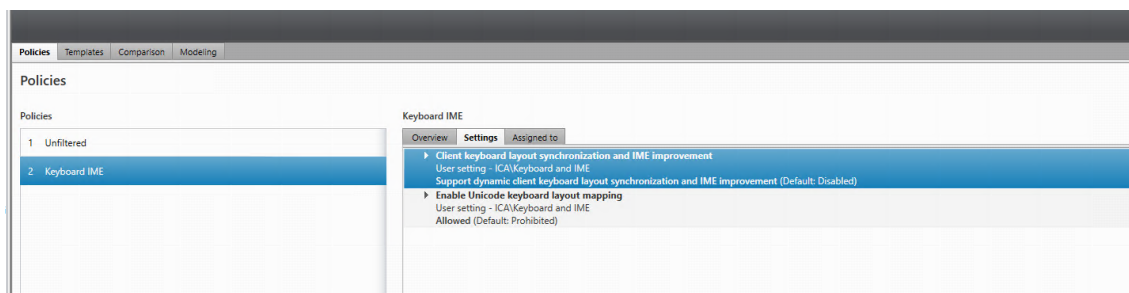 Policies Templates Comparison Modeling
Policies
Policies
1 Unfiltered
2 Keyboard IME
Keyboard IME
Overview Settings Assigned to
Client keyboard layout synchronization and IME improvement
User setting - ICA\Keyboard and IME
Support dynamic client keyboard layout synchronization and IME improvement (Default: Disabled)
Enable Unicode keyboard layout mapping
User setting - ICA\Keyboard and IME
Allowed (Default: Prohibited)